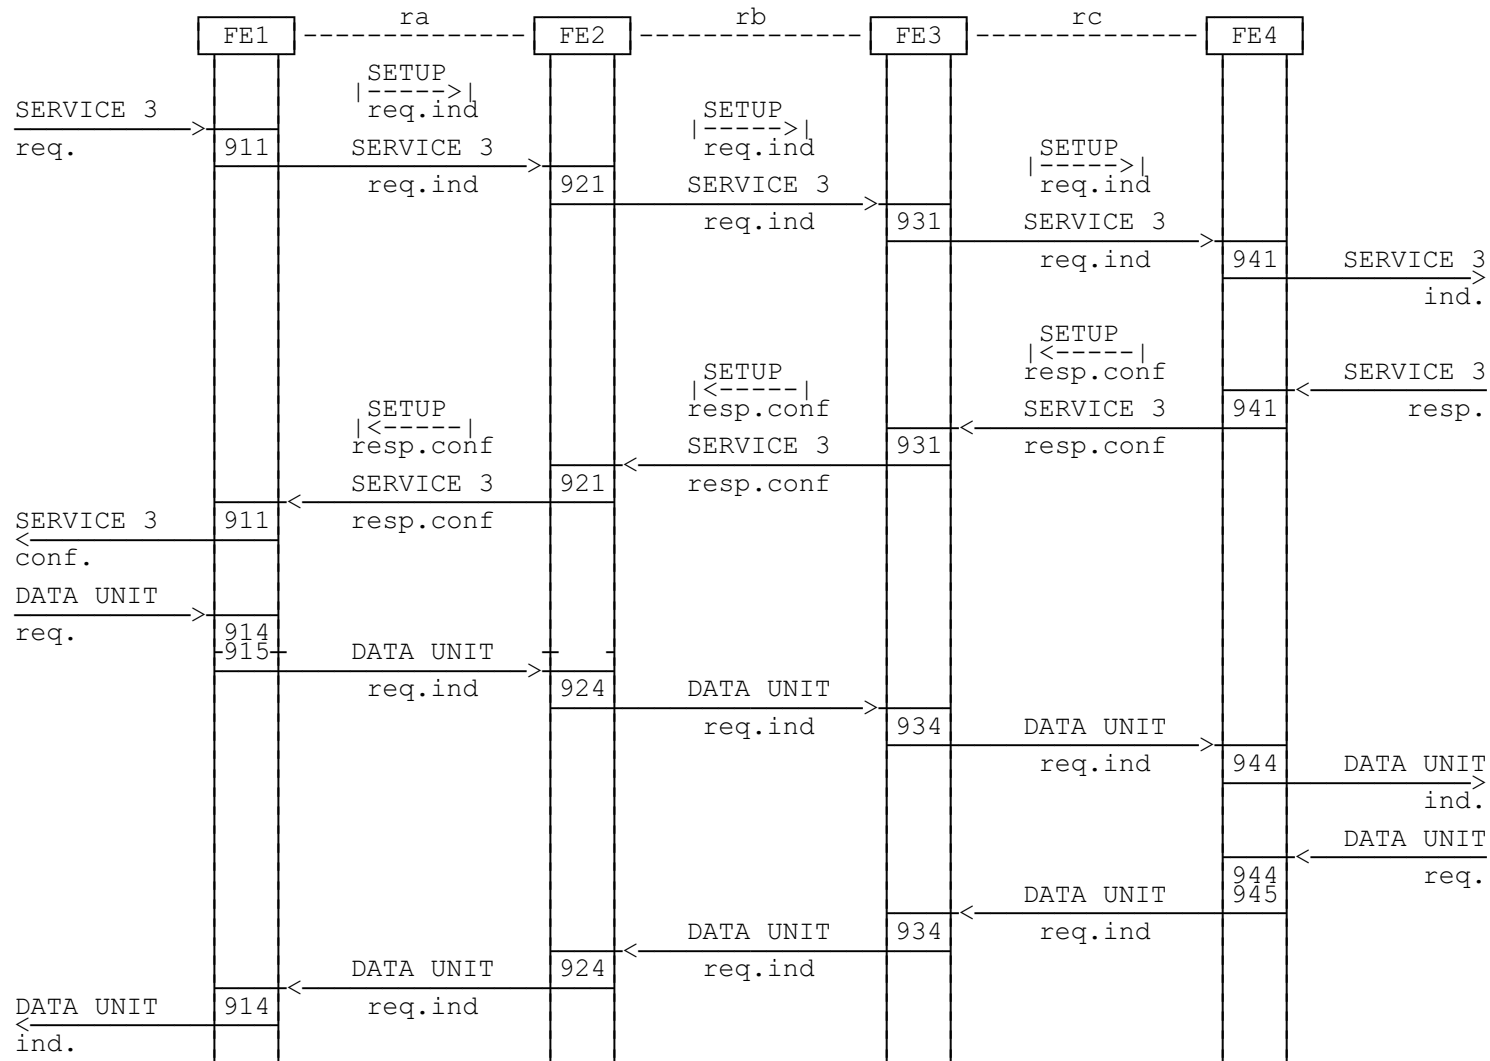 ra rb rc
FE1 FE2 FE3 FE4
SETUP
req.ind
SERVICE 3
req.
SETUP
req.ind
911 SERVICE 3
req.ind
SETUP
req.ind
921 SERVICE 3
req.ind
931 SERVICE 3
req.ind
941 SERVICE 3
ind.
SETUP
resp.conf
SERVICE 3
resp.
SETUP
resp.conf
SERVICE 3 941
resp.conf
SETUP
resp.conf
SERVICE 3 931
resp.conf
SERVICE 3 921
resp.conf
SERVICE 3 911
conf.
DATA UNIT
req.
914
915 DATA UNIT
req.ind
924 DATA UNIT
req.ind
934 DATA UNIT
req.ind
944 DATA UNIT
ind.
DATA UNIT
req.
944
DATA UNIT 945
req.ind
DATA UNIT 934
req.ind
DATA UNIT 924
req.ind
DATA UNIT 914
ind.